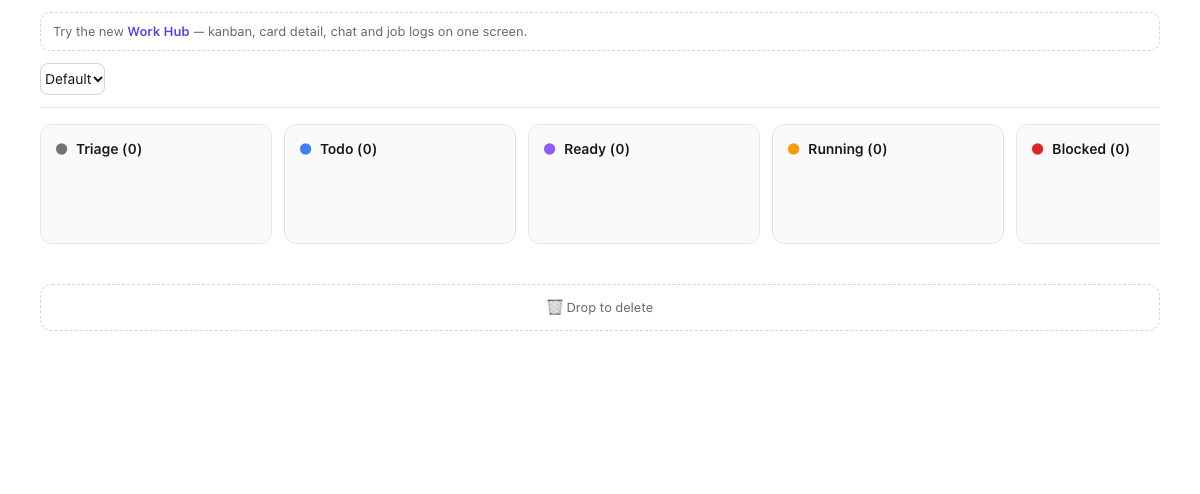 Try the new Work Hub — kanban, card detail, chat and job logs on one screen.
Default
Triage (0)
Todo (0)
Ready (0)
Running (0)
Blocked (0)
Drop to delete